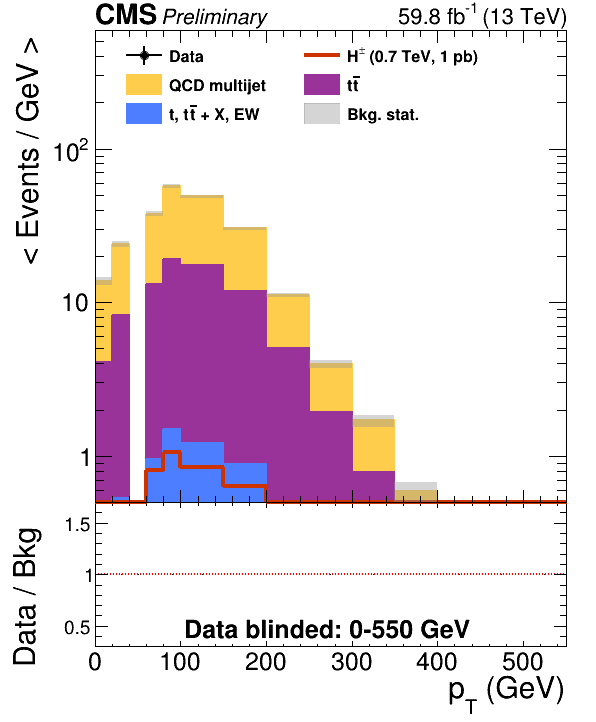 CMS Preliminary 59.8 fb⁻¹ (13 TeV)
Data
H± (0.7 TeV, 1 pb)
QCD multijet
tt̄
t, tt̄ + X, EW
Bkg. stat.
< Events / GeV >
10²
10
1
Data / Bkg
1.5
1
0.5
Data blinded: 0-550 GeV
0 100 200 300 400 500
p_T (GeV)